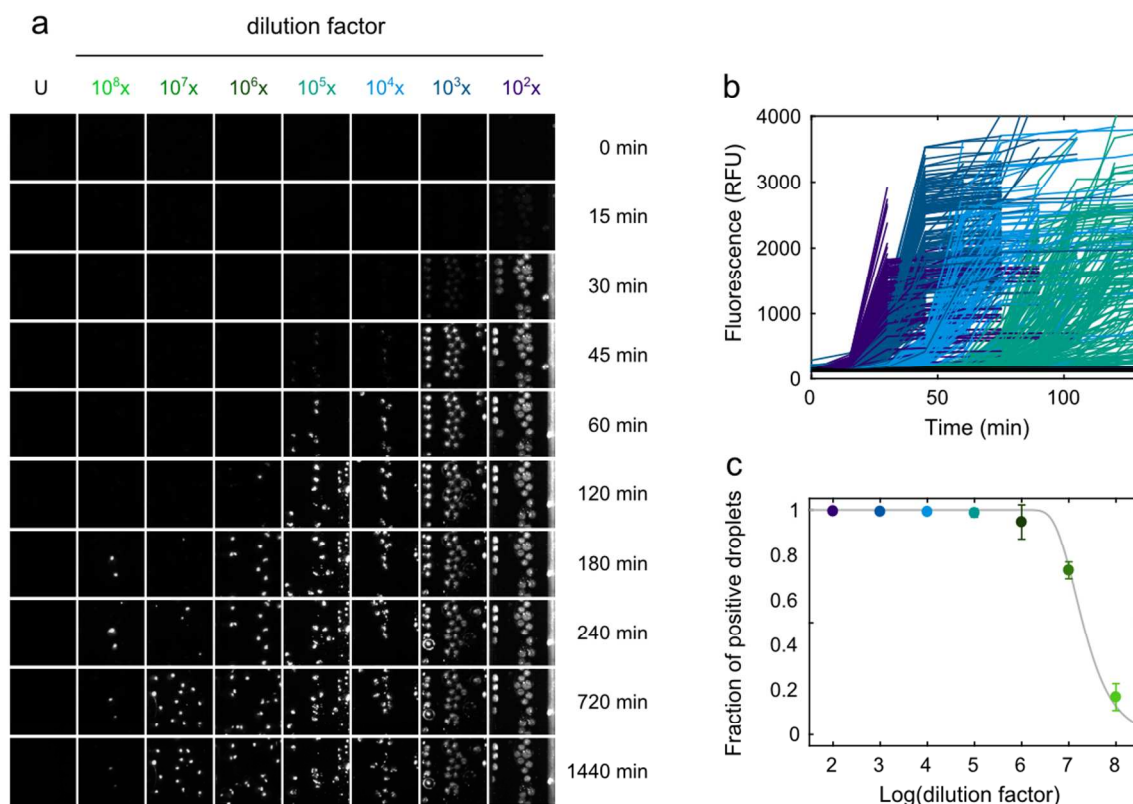 a
dilution factor
U 10⁸x 10⁷x 10⁶x 10⁵x 10⁴x 10³x 10²x
0 min
15 min
30 min
45 min
60 min
120 min
180 min
240 min
720 min
1440 min
b
4000
3000
2000
1000
0
0 50 100
Fluorescence (RFU)
Time (min)
c
1
0.8
0.6
0.4
0.2
0
2 3 4 5 6 7 8
Fraction of positive droplets
Log(dilution factor)